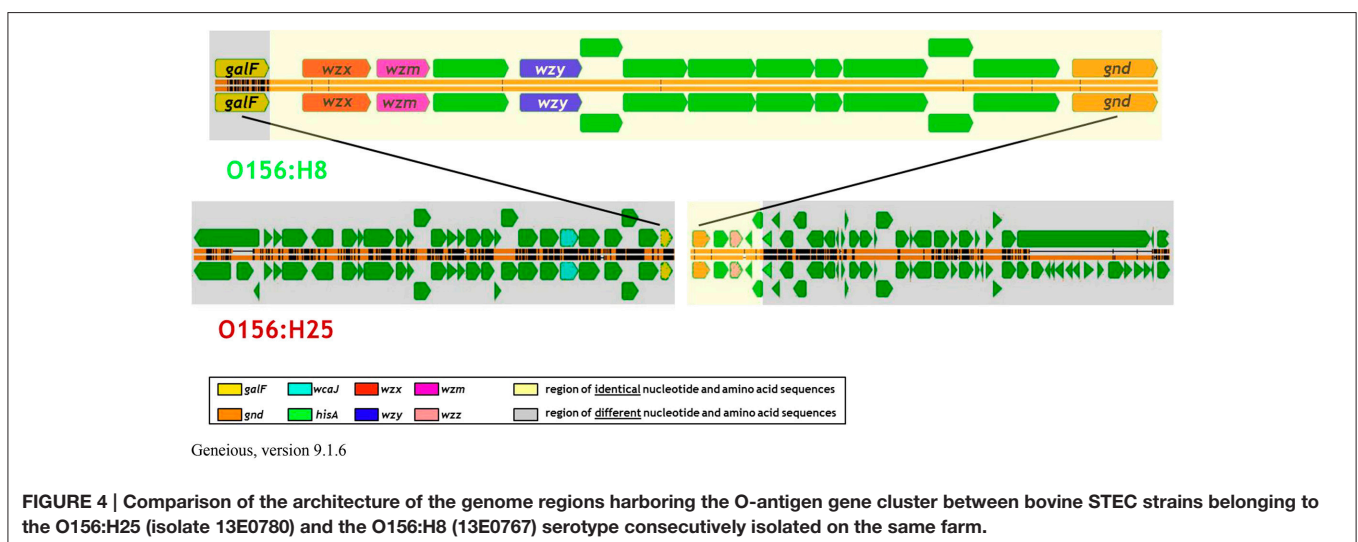 galF wzx wzm wzy gnd
galF wzx wzm wzy gnd
O156:H8
O156:H25
galF wcaJ wzx wzm region of identical nucleotide and amino acid sequences
gnd hisA wzy wzz region of different nucleotide and amino acid sequences
Geneious, version 9.1.6
FIGURE 4 | Comparison of the architecture of the genome regions harboring the O-antigen gene cluster between bovine STEC strains belonging to
the O156:H25 (isolate 13E0780) and the O156:H8 (13E0767) serotype consecutively isolated on the same farm.